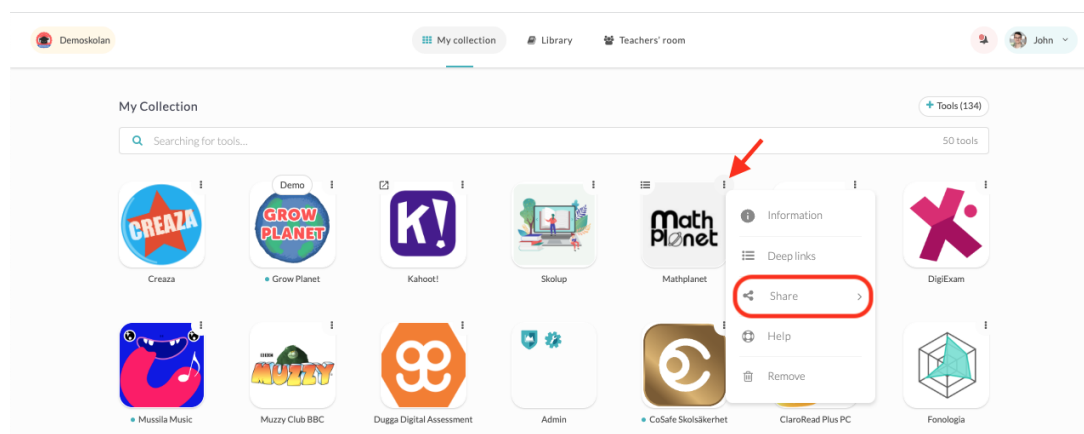 Demoskolan
My collection
Library
Teachers' room
John
My Collection
+ Tools (134)
Searching for tools...
50 tools
Demo
CREAZA
GROW
PLANET
K!
Math
Planet
Creaza
Grow Planet
Kahoot!
Skolup
Mathplanet
DigiExam
Information
Deep links
Share
Help
Remove
MUZZY
Mussila Music
Muzzy Club BBC
Dugga Digital Assessment
Admin
CoSafe Skolsäkerhet
ClaroRead Plus PC
Fonologia